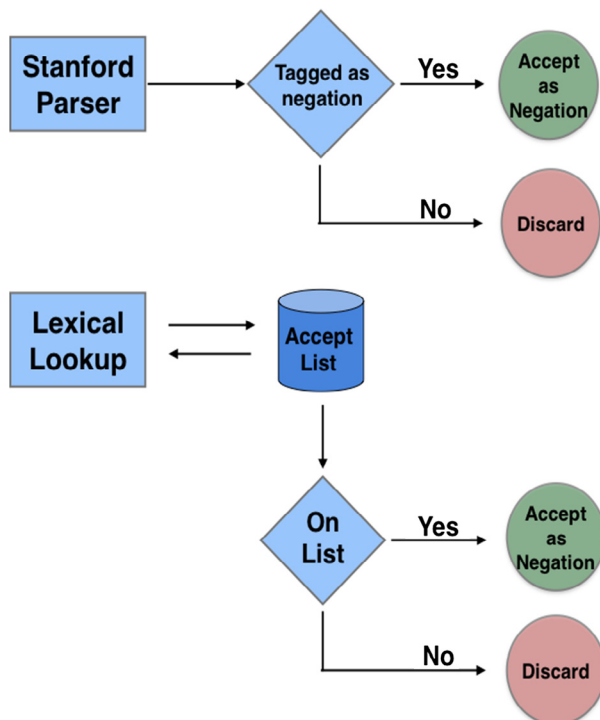 Stanford
Parser
Tagged as
negation
Yes
Accept
as
Negation
No
Discard
Lexical
Lookup
Accept
List
On
List
Yes
Accept
as
Negation
No
Discard